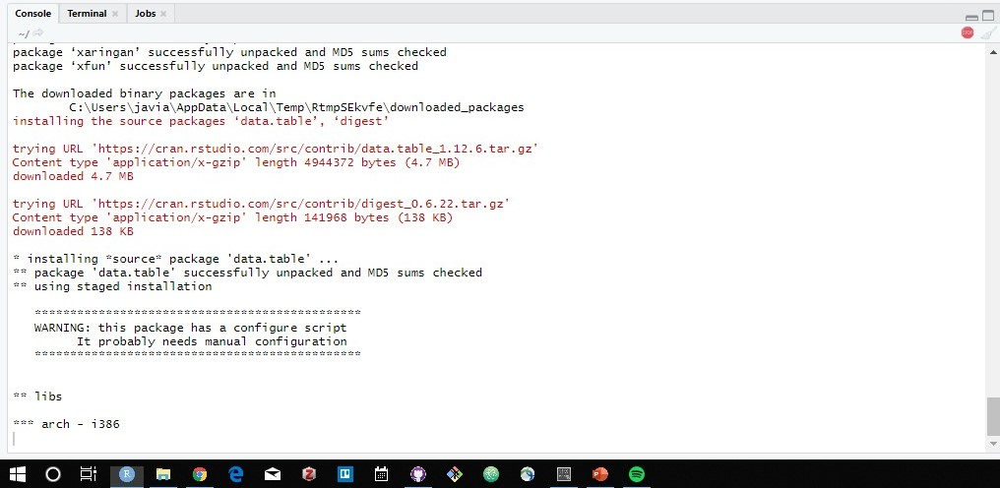 Console Terminal Jobs
~/
package ‘xaringan’ successfully unpacked and MD5 sums checked
package ‘xfun’ successfully unpacked and MD5 sums checked
The downloaded binary packages are in
C:\Users\javia\AppData\Local\Temp\RtmpSEkvfe\downloaded_packages
installing the source packages ‘data.table’, ‘digest’
trying URL 'https://cran.rstudio.com/src/contrib/data.table_1.12.6.tar.gz'
Content type 'application/x-gzip' length 4944372 bytes (4.7 MB)
downloaded 4.7 MB
trying URL 'https://cran.rstudio.com/src/contrib/digest_0.6.22.tar.gz'
Content type 'application/x-gzip' length 141968 bytes (138 KB)
downloaded 138 KB
* installing *source* package 'data.table' ...
** package 'data.table' successfully unpacked and MD5 sums checked
** using staged installation
**********************************************
WARNING: this package has a configure script
It probably needs manual configuration
**********************************************
** libs
*** arch - i386